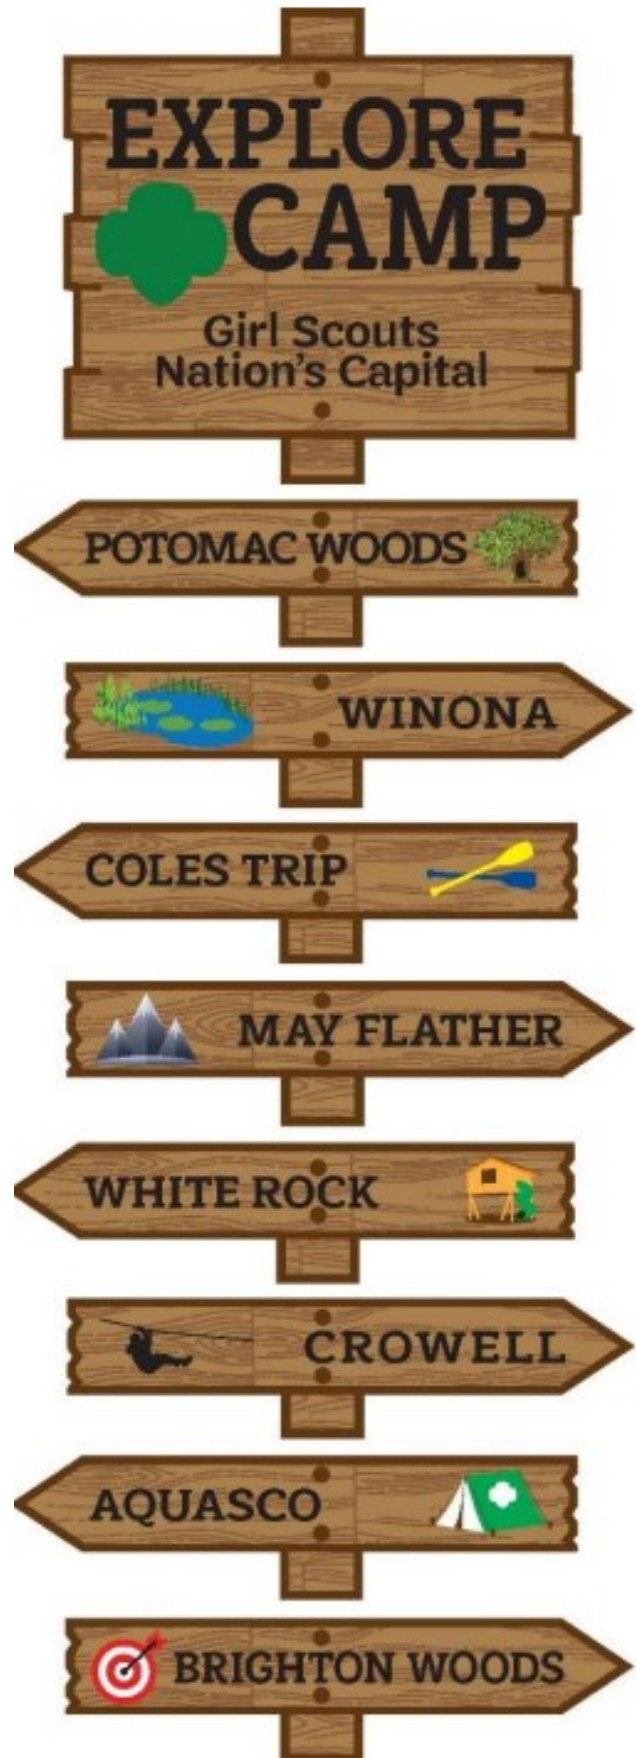 EXPLORE
CAMP
Girl Scouts
Nation's Capital
POTOMAC WOODS
WINONA
COLES TRIP
MAY FLATHER
WHITE ROCK
CROWELL
AQUASCO
BRIGHTON WOODS